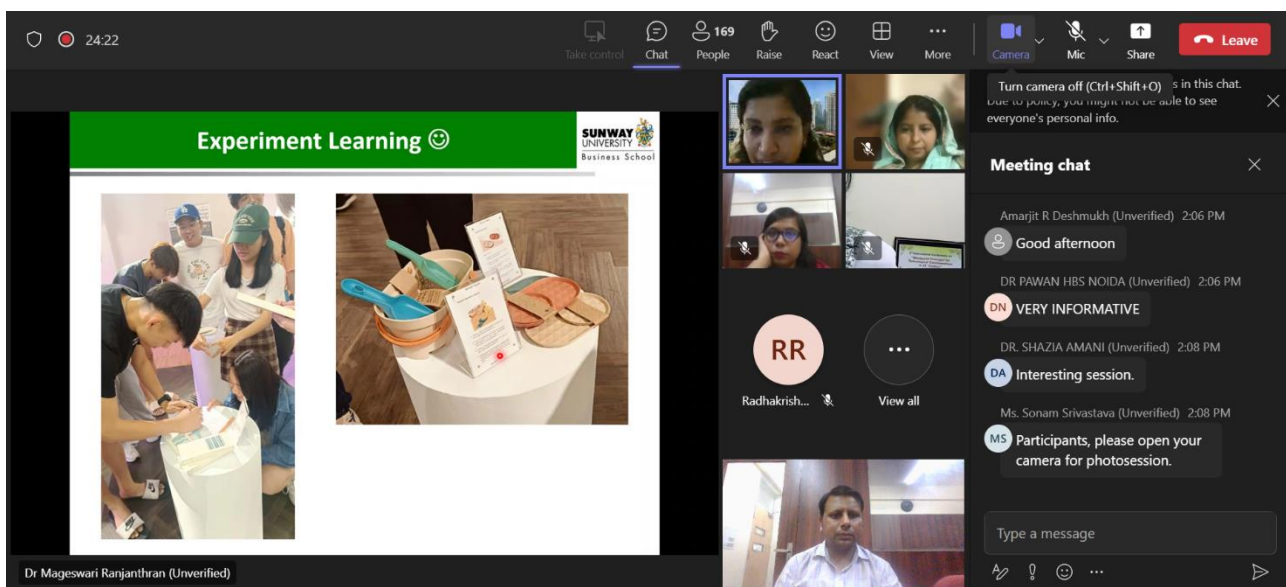 24:22
Take control
Chat
169
People
Raise
React
View
More
Camera
Mic
Share
Leave
Turn camera off (Ctrl+Shift+O)
s in this chat.
Due to policy, you might not be able to see
everyone's personal info.
Experiment Learning ☺
SUNWAY
UNIVERSITY
Business School
RR
Radhakrish...
...
View all
Dr Mageswari Ranjanthran (Unverified)
Meeting chat
Amarjit R Deshmukh (Unverified) 2:06 PM
Good afternoon
DR PAWAN HBS NOIDA (Unverified) 2:06 PM
DN
VERY INFORMATIVE
DR. SHAZIA AMANI (Unverified) 2:08 PM
DA
Interesting session.
Ms. Sonam Srivastava (Unverified) 2:08 PM
MS
Participants, please open your
camera for photosession.
Type a message